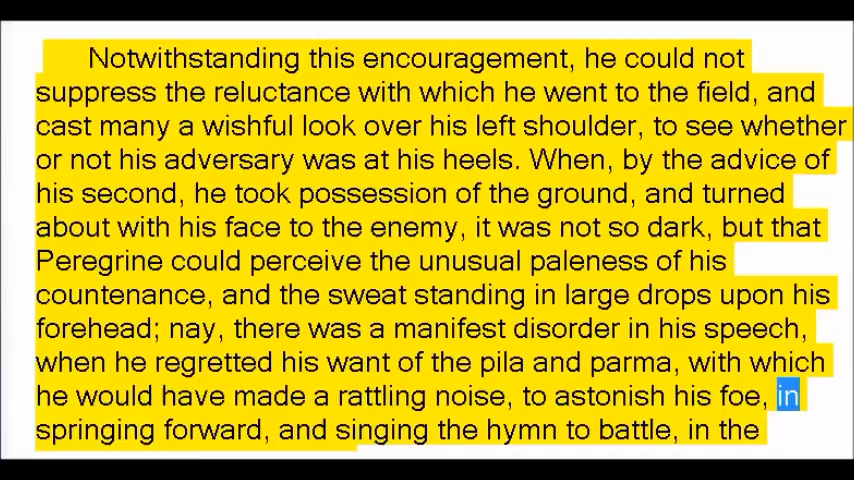 Notwithstanding this encouragement, he could not
suppress the reluctance with which he went to the field, and
cast many a wishful look over his left shoulder, to see whether
or not his adversary was at his heels. When, by the advice of
his second, he took possession of the ground, and turned
about with his face to the enemy, it was not so dark, but that
Peregrine could perceive the unusual paleness of his
countenance, and the sweat standing in large drops upon his
forehead; nay, there was a manifest disorder in his speech,
when he regretted his want of the pila and parma, with which
he would have made a rattling noise, to astonish his foe, in
springing forward, and singing the hymn to battle, in the